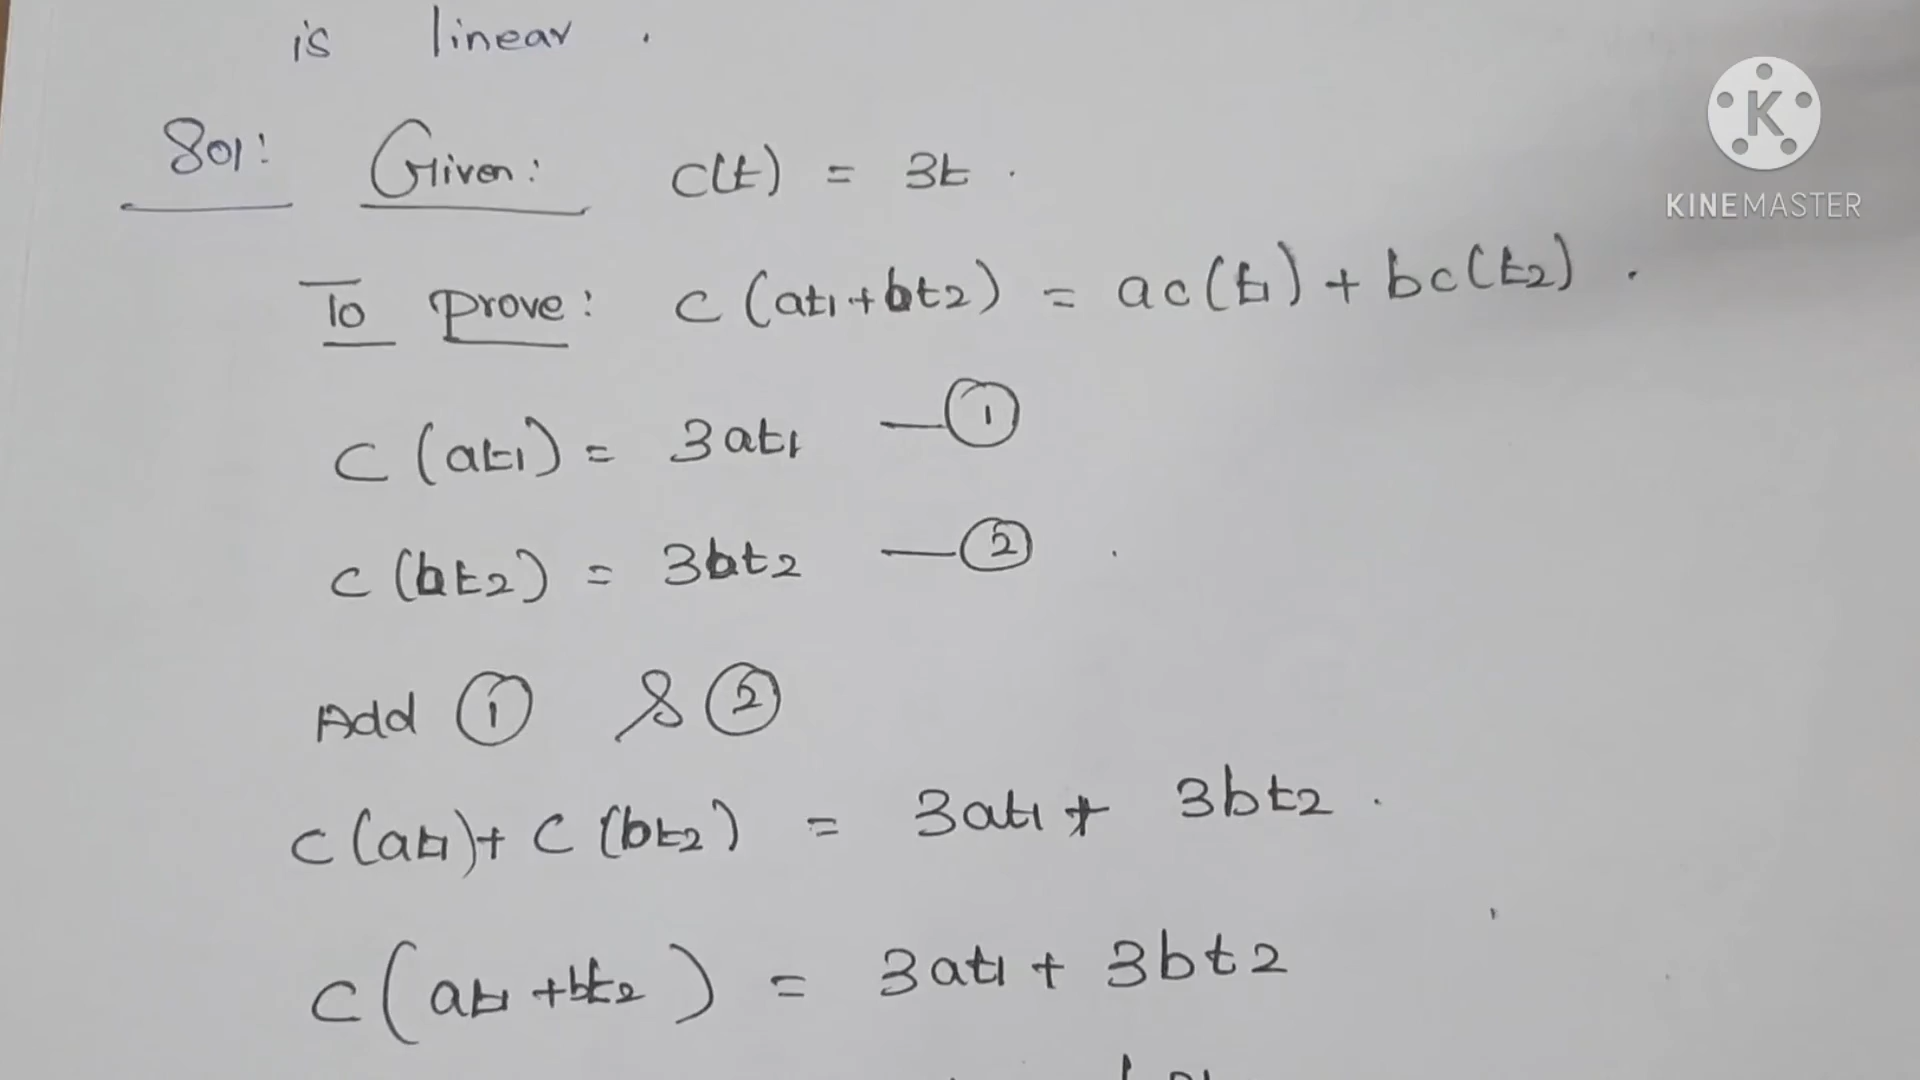 is linear .
Sol: Given: c(t) = 3t .
K
KINEMASTER
To prove: c (at1 + bt2) = ac(t1) + bc(t2) .
c (at1) = 3at1 — 1
c (bt2) = 3bt2 — 2
Add 1 & 2
c (at1) + c (bt2) = 3at1 + 3bt2 .
c (at1 + bt2) = 3at1 + 3bt2